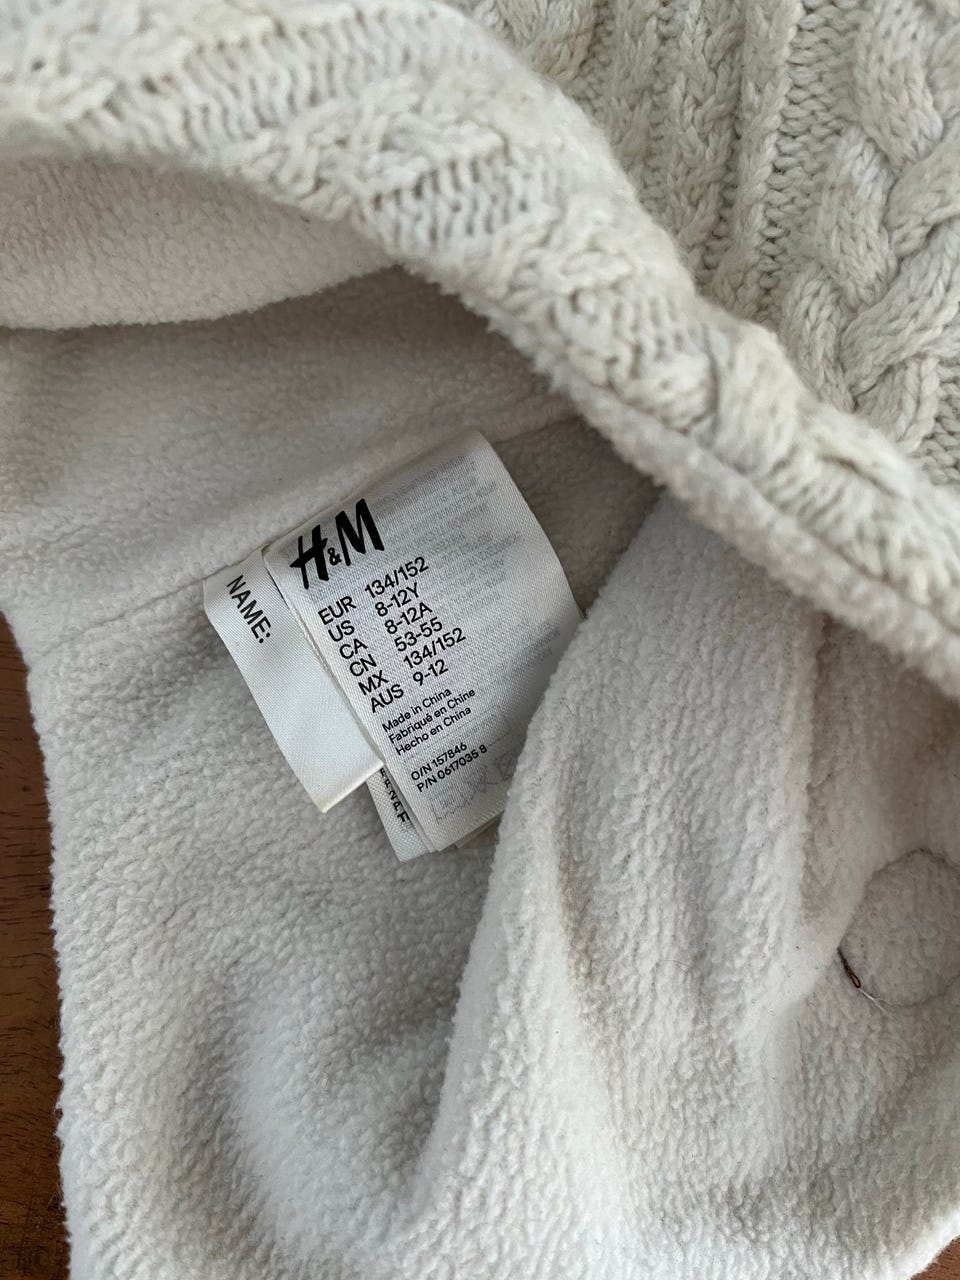 NAME:
H&M
EUR 134/152
US 8-12Y
CA 8-12A
CN 53-55
MX 134/152
AUS 9-12
Made in China
Fabriqué en Chine
Hecho en China
O/N 157846
P/N 0617035 8